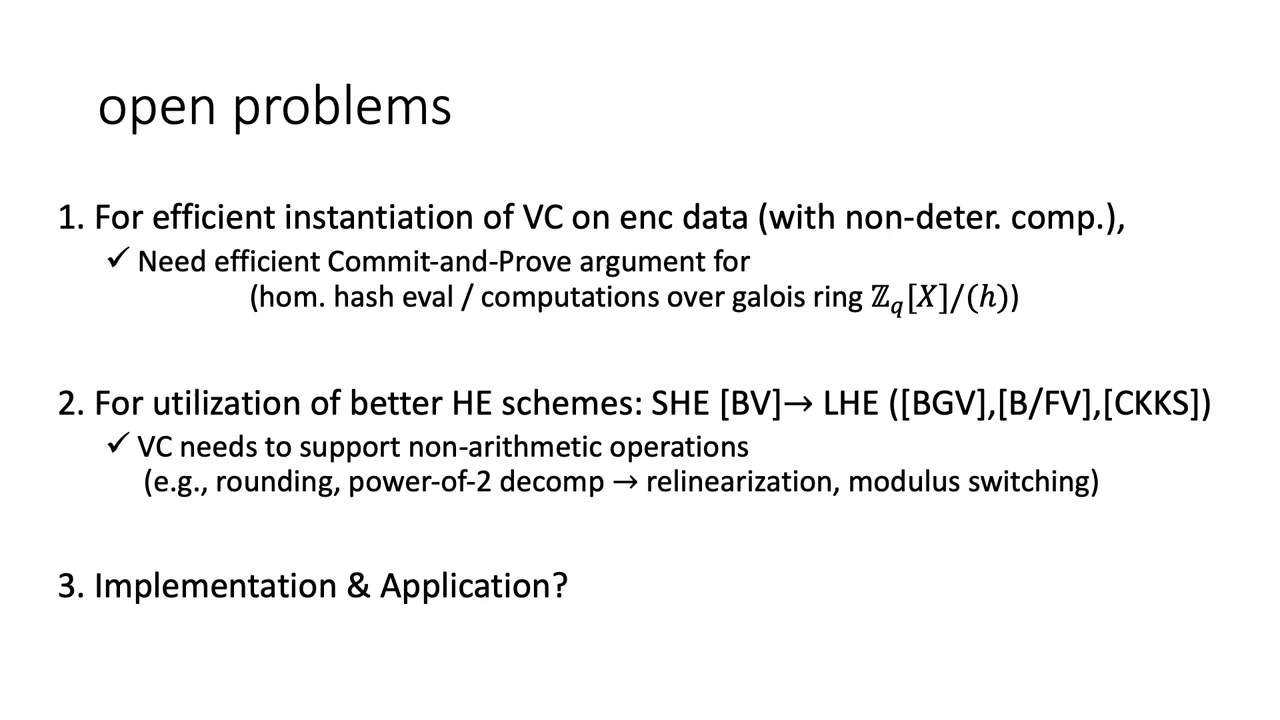 open problems
1. For efficient instantiation of VC on enc data (with non-deter. comp.),
✓ Need efficient Commit-and-Prove argument for
(hom. hash eval / computations over galois ring ℤ_q[X]/(h))
2. For utilization of better HE schemes: SHE [BV]→ LHE ([BGV],[B/FV],[CKKS])
✓ VC needs to support non-arithmetic operations
(e.g., rounding, power-of-2 decomp → relinearization, modulus switching)
3. Implementation & Application?